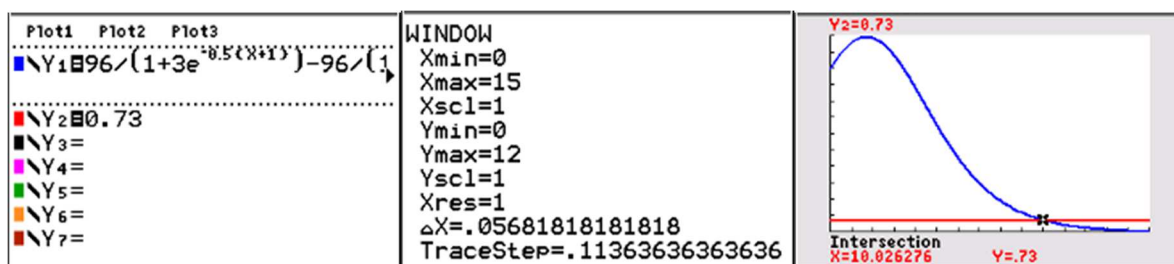 Plot1 Plot2 Plot3
\Y₁=96/(1+3e^-0.5(X+1))-96/(1
\Y₂=0.73
\Y₃=
\Y₄=
\Y₅=
\Y₆=
\Y₇=
WINDOW
Xmin=0
Xmax=15
Xscl=1
Ymin=0
Ymax=12
Yscl=1
Xres=1
△X=.05681818181818
TraceStep=.11363636363636
Y₂=0.73
Intersection
X=10.026276 Y=.73